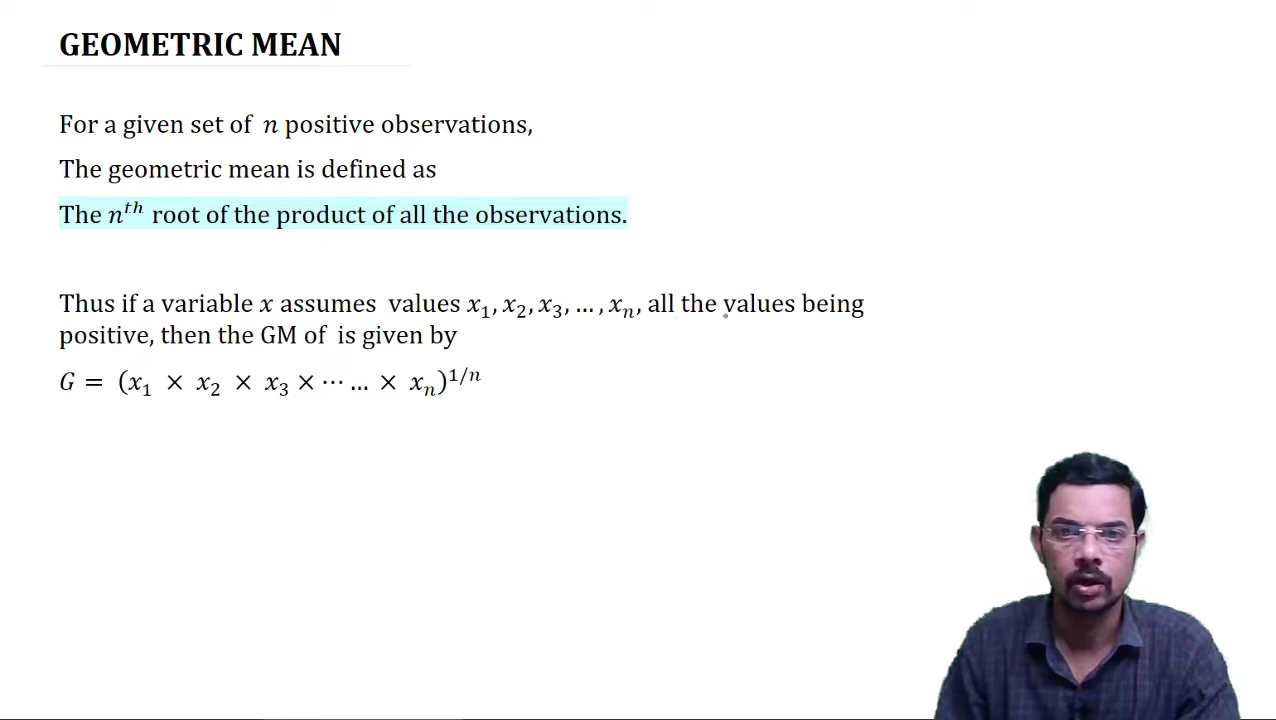 GEOMETRIC MEAN
For a given set of n positive observations,
The geometric mean is defined as
The nᵗʰ root of the product of all the observations.
Thus if a variable x assumes values x₁, x₂, x₃, … , xₙ, all the values being
positive, then the GM of is given by
G = (x₁ × x₂ × x₃ × ⋯ … × xₙ)^{1/n}